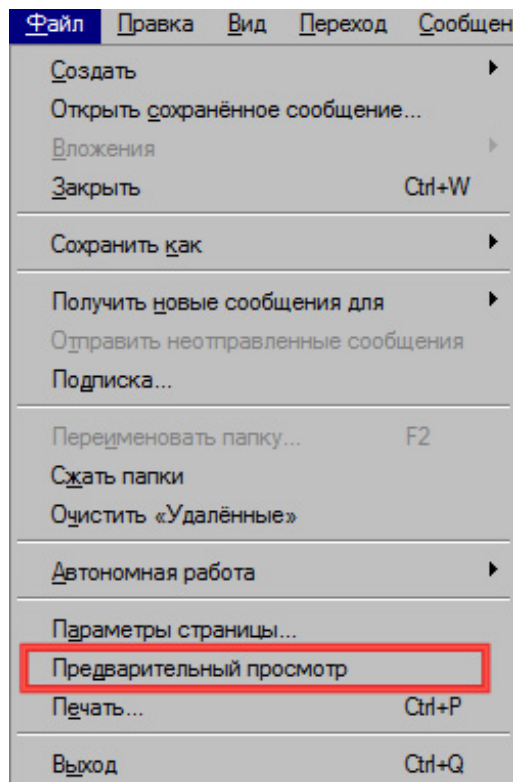 Файл Правка Вид Переход Сообщен
Создать
Открыть сохранённое сообщение...
Вложения
Закрыть Ctrl+W
Сохранить как
Получить новые сообщения для
Отправить неотправленные сообщения
Подписка...
Переименовать папку... F2
Сжать папки
Очистить «Удалённые»
Автономная работа
Параметры страницы...
Предварительный просмотр
Печать... Ctrl+P
Выход Ctrl+Q